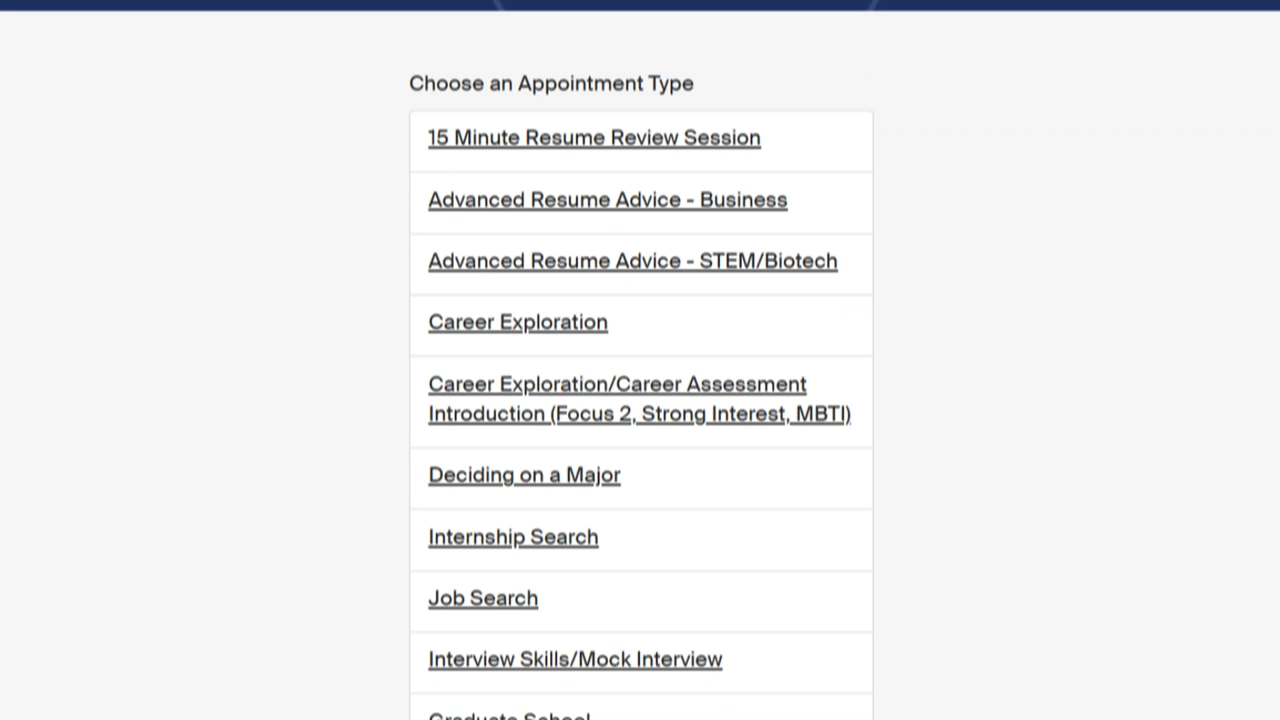 Choose an Appointment Type
15 Minute Resume Review Session
Advanced Resume Advice - Business
Advanced Resume Advice - STEM/Biotech
Career Exploration
Career Exploration/Career Assessment
Introduction (Focus 2, Strong Interest, MBTI)
Deciding on a Major
Internship Search
Job Search
Interview Skills/Mock Interview
Graduate School